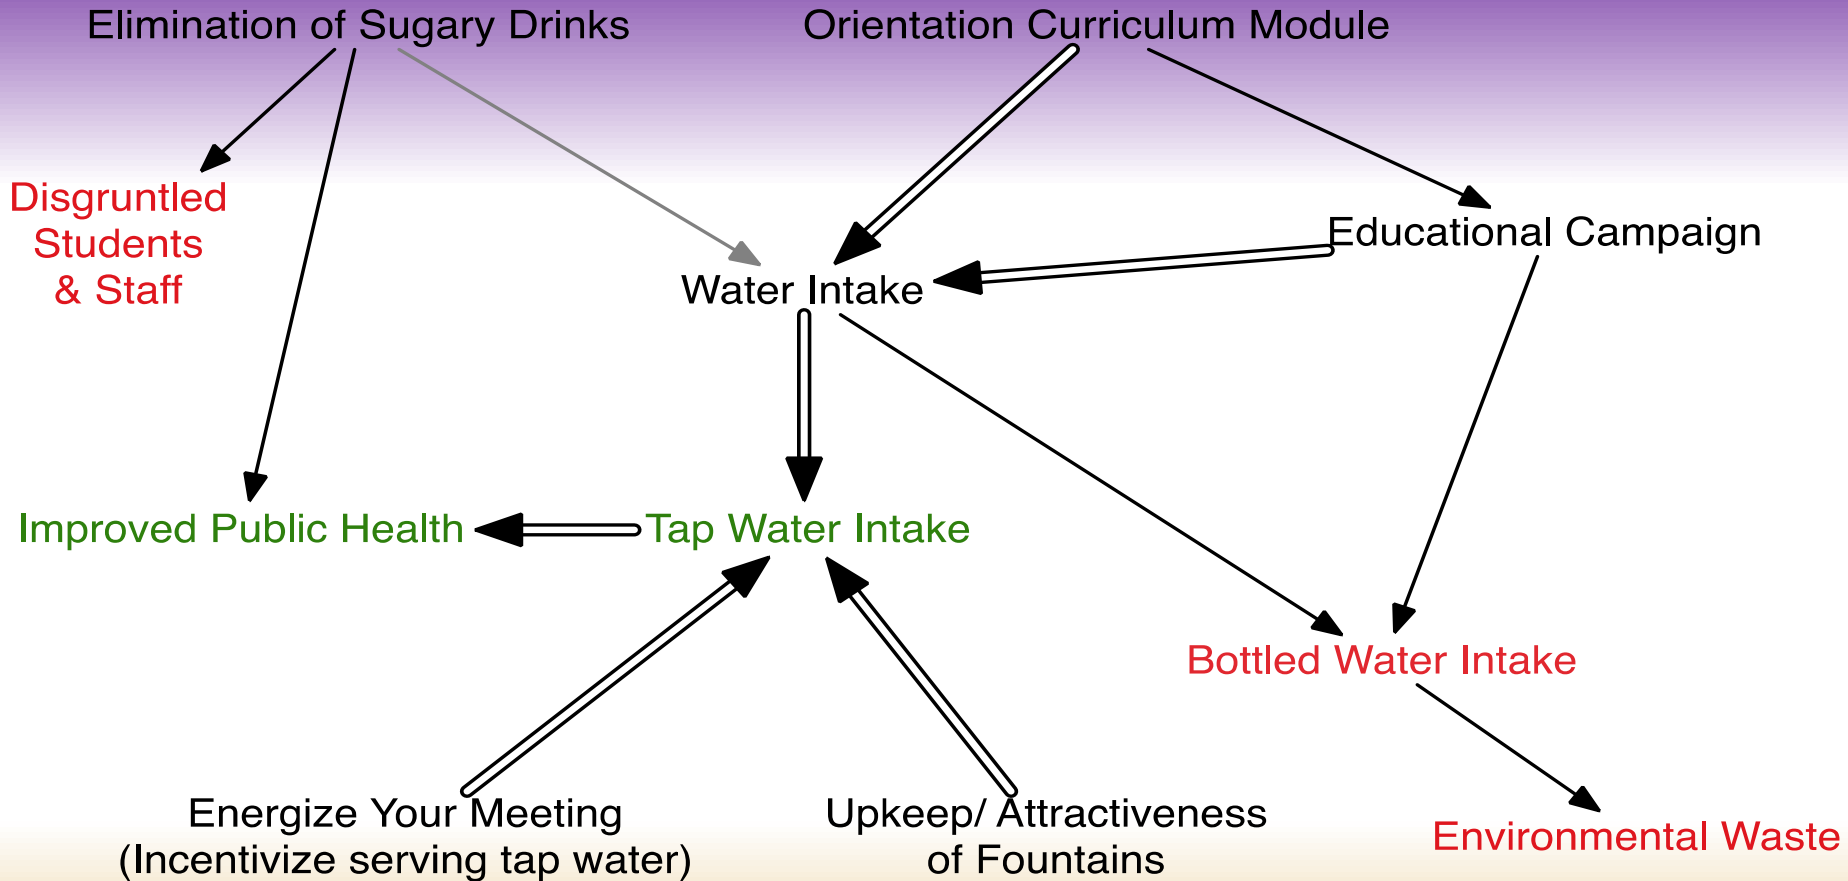 Elimination of Sugary Drinks
Orientation Curriculum Module
Disgruntled
Students
& Staff
Educational Campaign
Water Intake
Improved Public Health
Tap Water Intake
Bottled Water Intake
Energize Your Meeting
(Incentivize serving tap water)
Upkeep/ Attractiveness
of Fountains
Environmental Waste